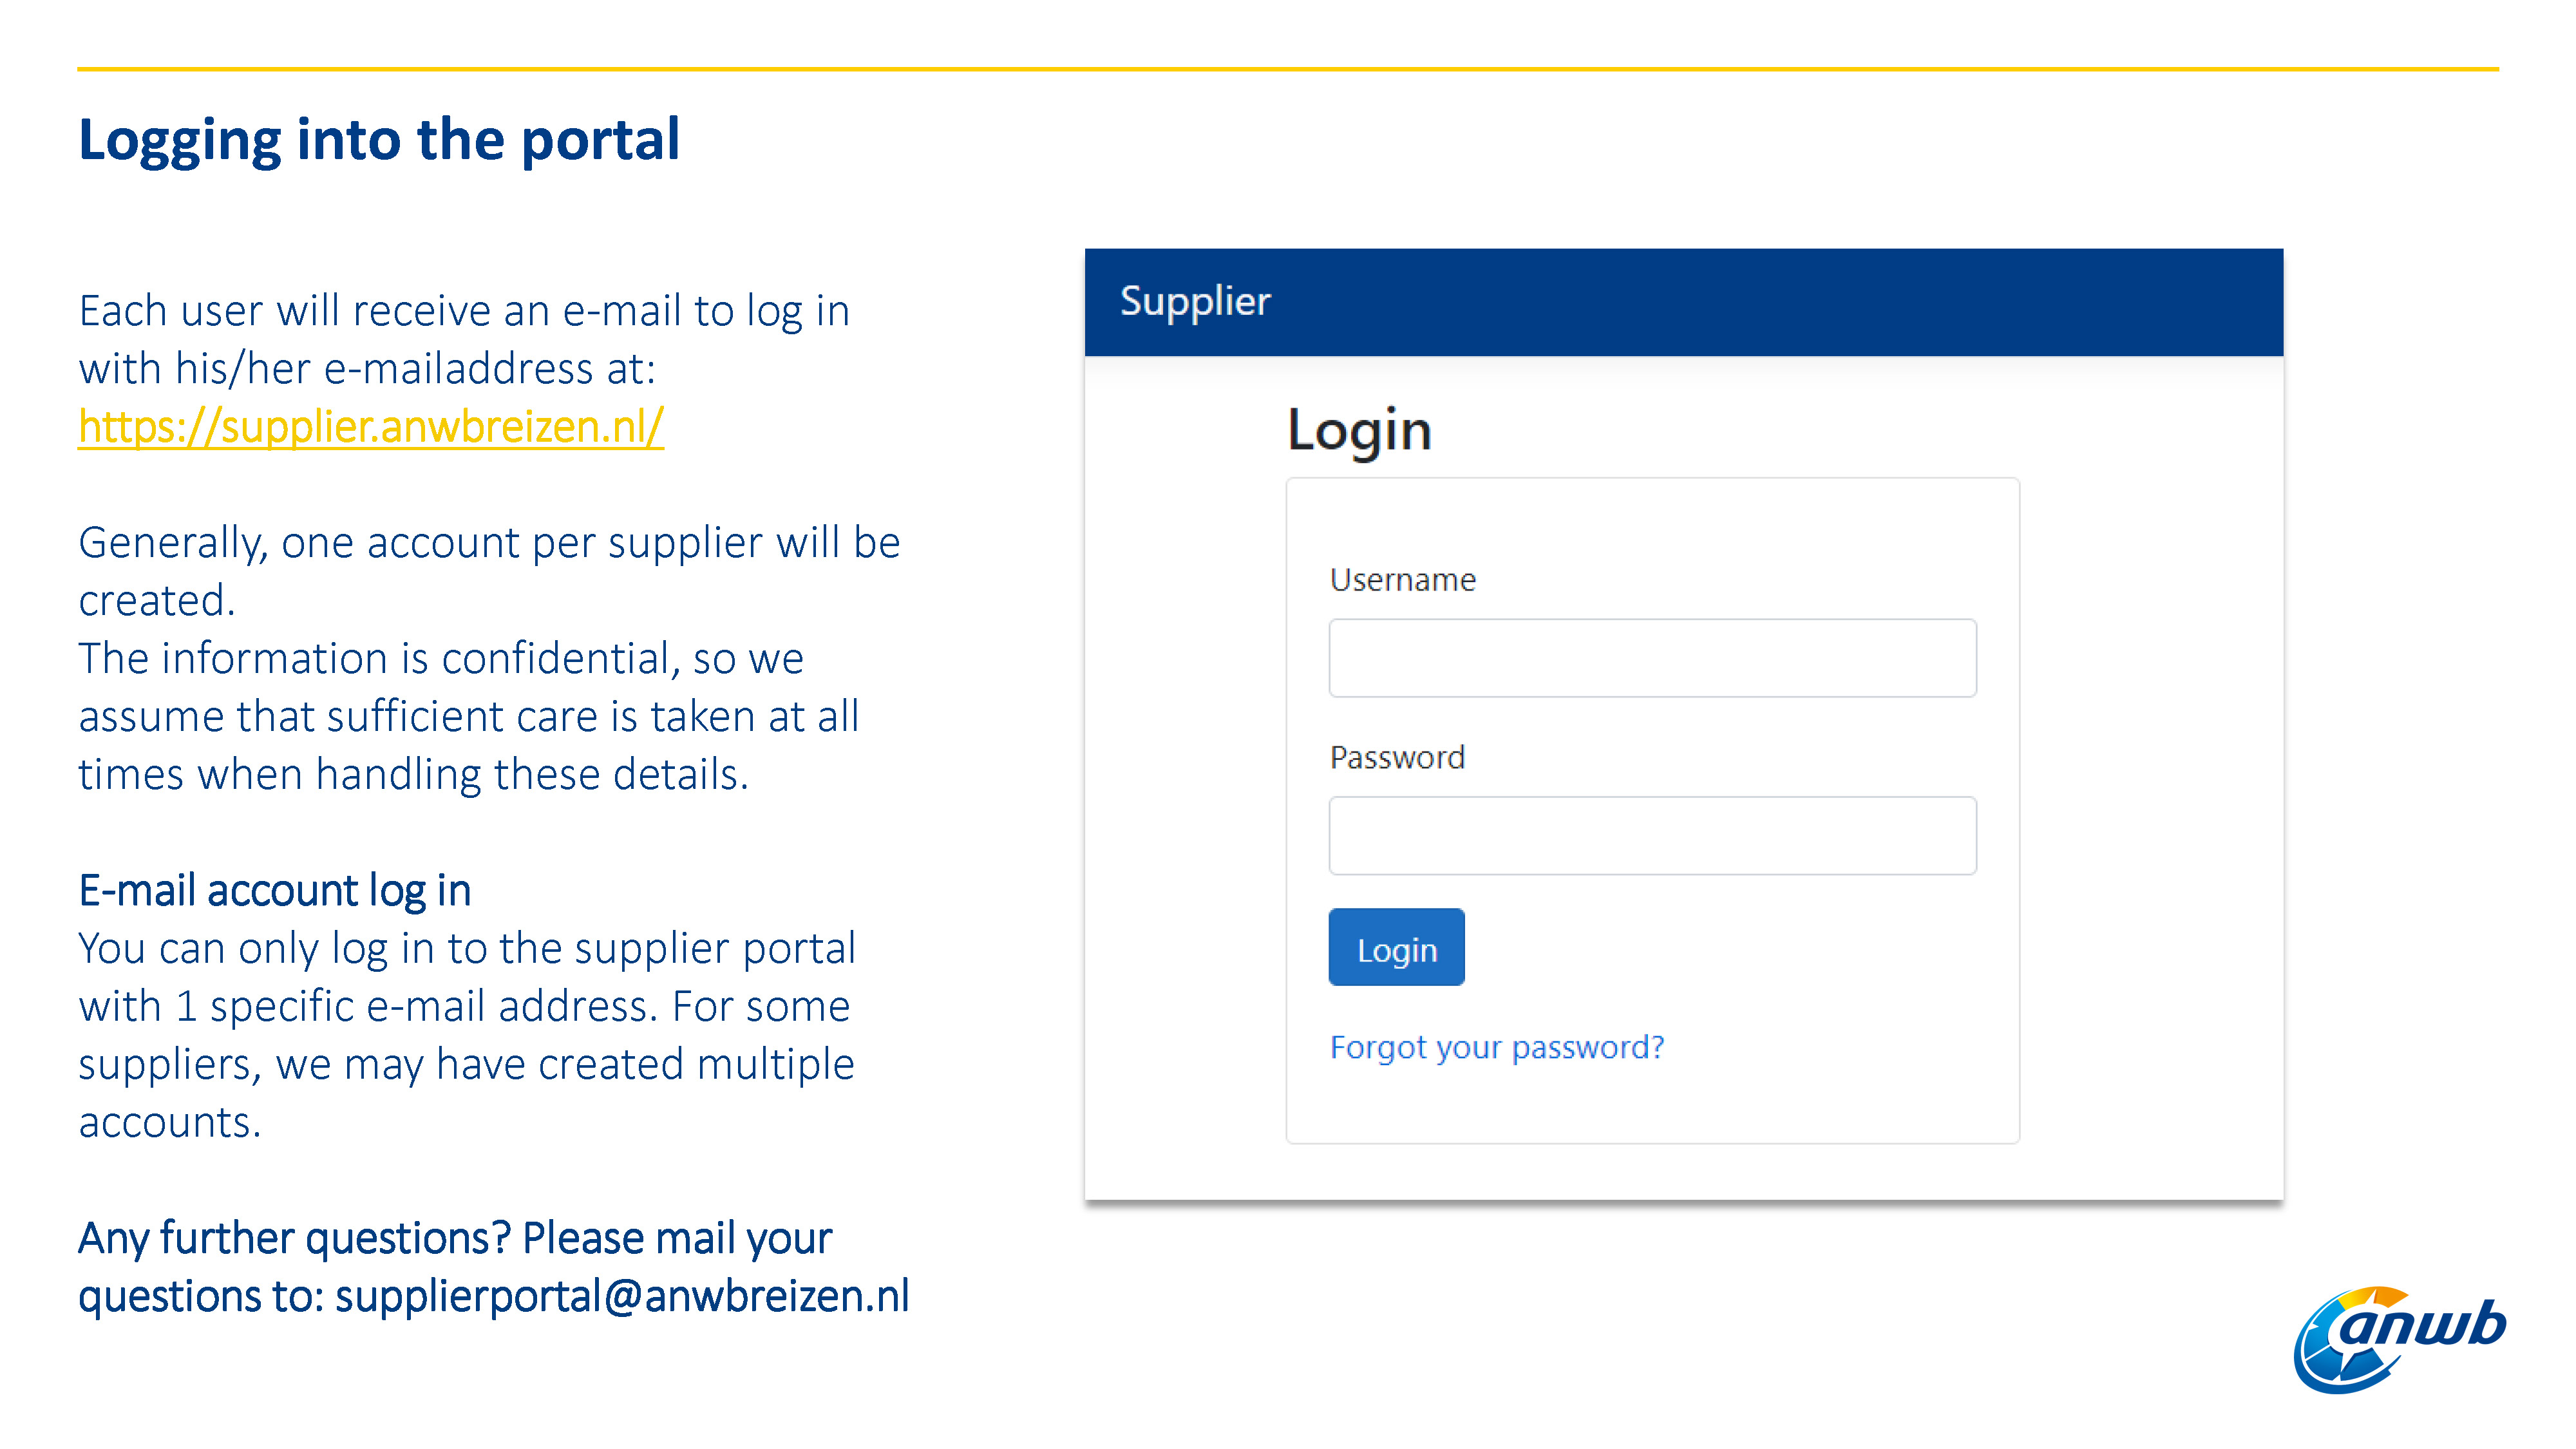 Logging into the portal
Each user will receive an e-mail to log in
with his/her e-mailaddress at:
https://supplier.anwbreizen.nl/
Generally, one account per supplier will be
created.
The information is confidential, so we
assume that sufficient care is taken at all
times when handling these details.
E-mail account log in
You can only log in to the supplier portal
with 1 specific e-mail address. For some
suppliers, we may have created multiple
accounts.
Any further questions? Please mail your
questions to: supplierportal@anwbreizen.nl
Supplier
Login
Username
Password
Login
Forgot your password?
anwb